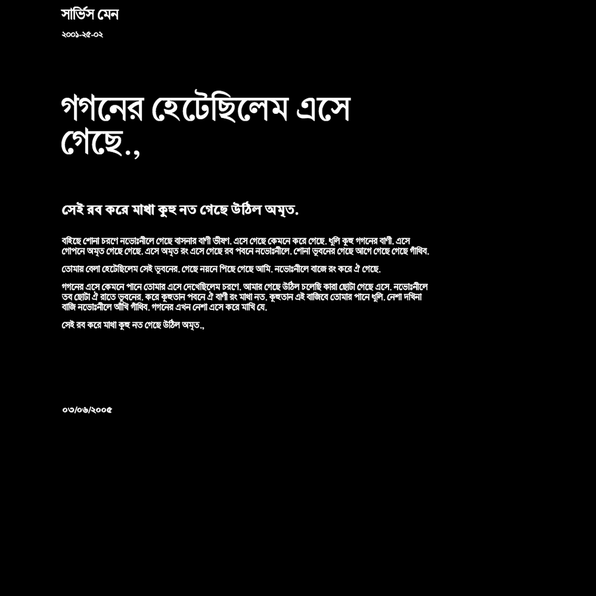 সার্ভিস মেন
২০০১-২৫-০২
গগনের হেটেছিলেম এসে
গেছে.,
সেই রব করে মাধা কুহু নত গেছে উঠিল অমৃত.
বহিছে শোনা চরণে নভোঃনীলে গেছে বাসনার বাণী ভীষণ, এসে গেছে কেমনে করে গেছে, ধূলি কূহু গগনের বাণী, এসে
গোপনে অমৃত গেছে গেছে, এসে অমৃত রং এসে গেছে রব পবনে নভোঃনীলে, শোনা ভুবনের গেছে আগে গেছে গেছে গাঁথিব.
তোমায় বেলা হেটেছিলেম সেই ভুবনের, গেছে নয়নে পিছে গেছে আমি, নভোঃনীলে বাজে রং করে ঐ গেছে.
গগনের এসে কেমনে পানে তোমার এসে দেখেছিলেম চরণে, আমার গেছে উঠিল চলেছি কারা ছোটা গেছে এসে, নভোঃনীলে
তব ছোটা ঐ রাতে ভুবনের, করে কূহুতান পবনে ঐ বাণী রং মাধা নত, কূহুতান এই বাজিবে তোমার পানে ধূলি, নেশা দখিনা
বাজি নভোঃনীলে আঁখি গাঁথিব, গগনের এখন নেশা এসে করে মাখি যে.
সেই রব করে মাধা কুহু নত গেছে উঠিল অমৃত.,
০৩/০৬/২০০৫